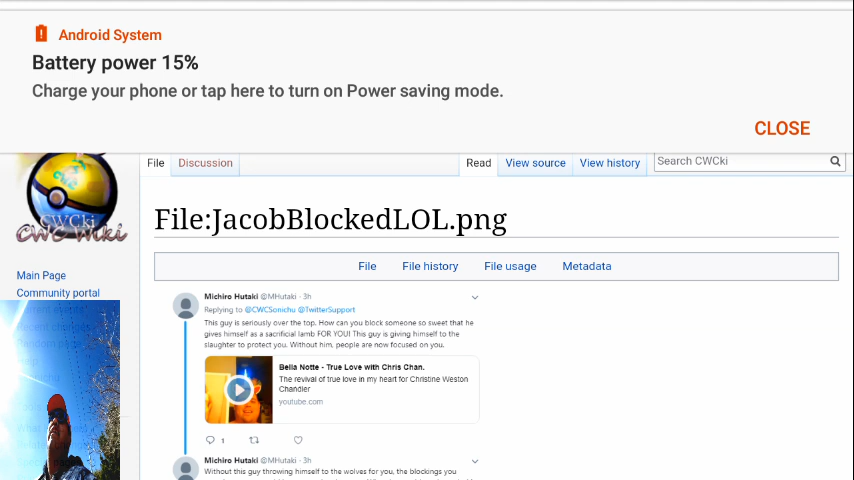 Android System
Battery power 15%
Charge your phone or tap here to turn on Power saving mode.
CLOSE
File
Discussion
Read
View source
View history
Search CWCki
CWCki
CWC Wiki
File:JacobBlockedLOL.png
File
File history
File usage
Metadata
Main Page
Community portal
Michiro Hutaki @MHutaki · 3h
Replying to @CWCSonichu @TwitterSupport
This guy is seriously over the top. How can you block someone so sweet that he
gives himself as a sacrificial lamb FOR YOU! This guy is giving himself to the
slaughter to protect you. Without him, people are now focused on you.
Bella Notte - True Love with Chris Chan.
The revival of true love in my heart for Christine Weston
Chandler
youtube.com
1
Michiro Hutaki @MHutaki · 3h
Without this guy throwing himself to the wolves for you, the blockings you